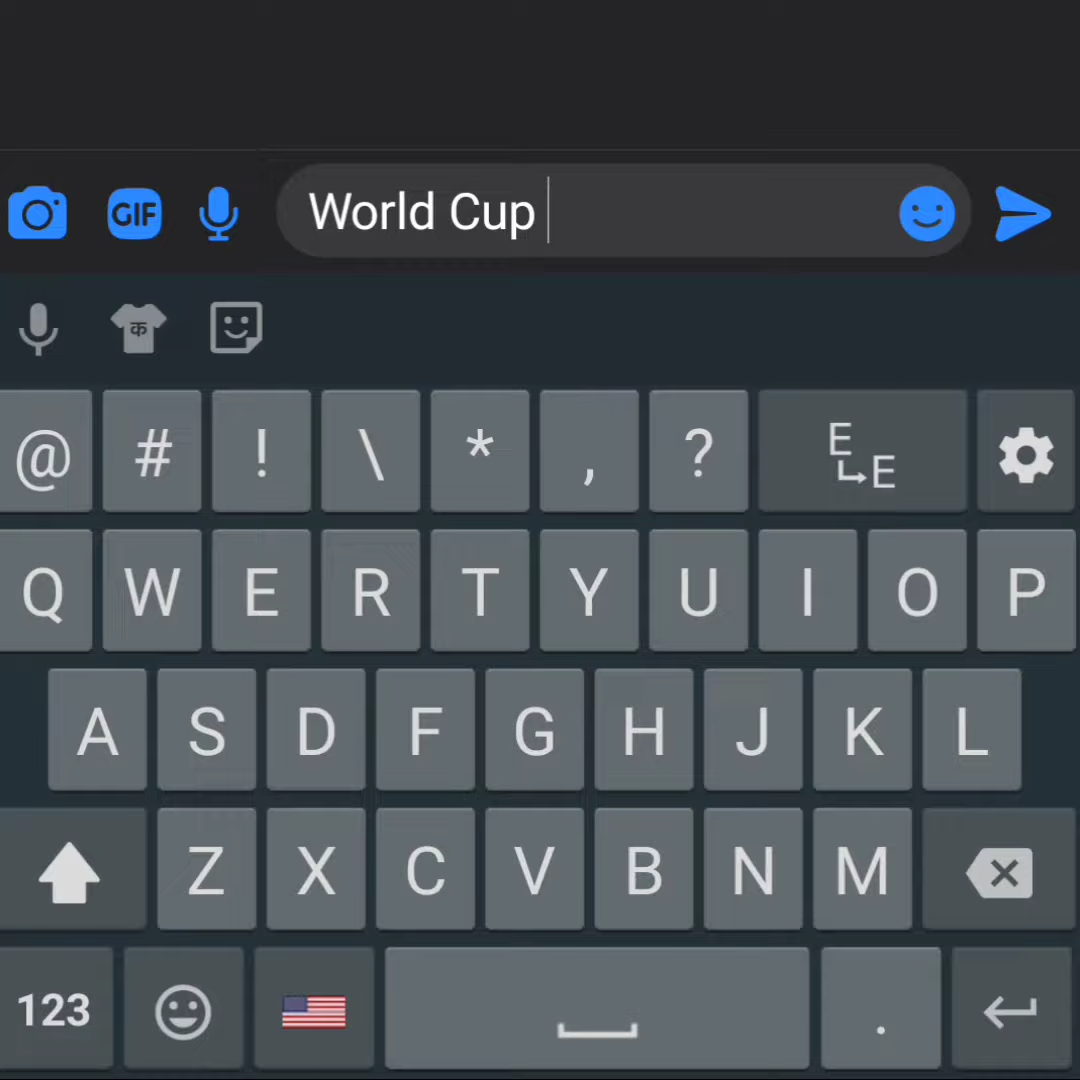 GIF World Cup
क
@ # ! \ * , ? E E
Q W E R T Y U I O P
A S D F G H J K L
Z X C V B N M
123 .